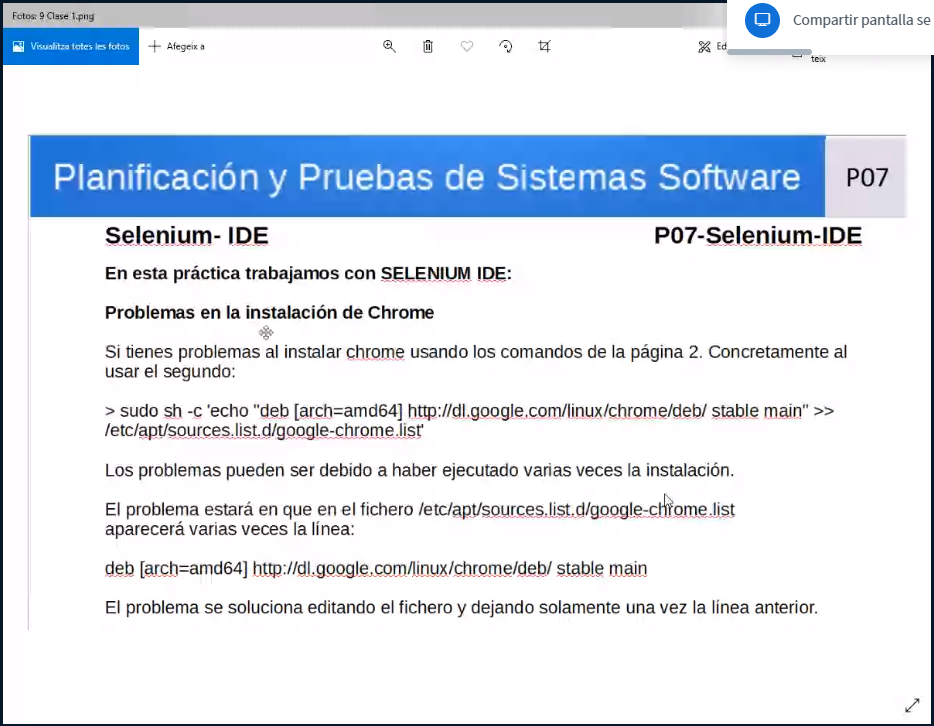 Fotos: 9 Clase 1.png
Compartir pantalla se
Visualitza totes les fotos
Afegeix a
teix
Planificación y Pruebas de Sistemas Software
P07
Selenium- IDE
P07-Selenium-IDE
En esta práctica trabajamos con SELENIUM IDE:
Problemas en la instalación de Chrome
Si tienes problemas al instalar chrome usando los comandos de la página 2. Concretamente al
usar el segundo:
> sudo sh -c 'echo "deb [arch=amd64] http://dl.google.com/linux/chrome/deb/ stable main" >>
/etc/apt/sources.list.d/google-chrome.list'
Los problemas pueden ser debido a haber ejecutado varias veces la instalación.
El problema estará en que en el fichero /etc/apt/sources.list.d/google-chrome.list
aparecerá varias veces la línea:
deb [arch=amd64] http://dl.google.com/linux/chrome/deb/ stable main
El problema se soluciona editando el fichero y dejando solamente una vez la línea anterior.